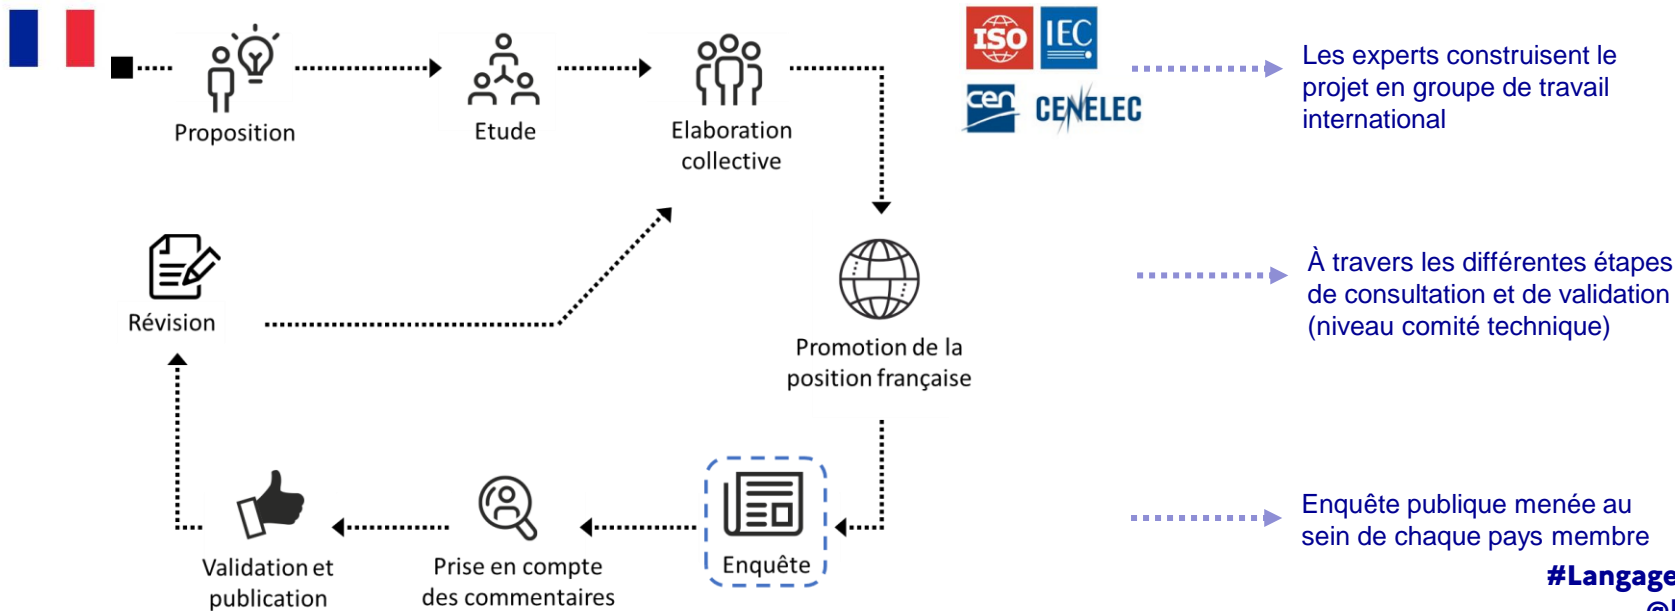 ISO
IEC
cen
CENELEC
Proposition
Etude
Elaboration
collective
Les experts construisent le
projet en groupe de travail
international
Révision
Promotion de la
position française
À travers les différentes étapes
de consultation et de validation
(niveau comité technique)
Validation et
publication
Prise en compte
des commentaires
Enquête
Enquête publique menée au
sein de chaque pays membre
#Langage